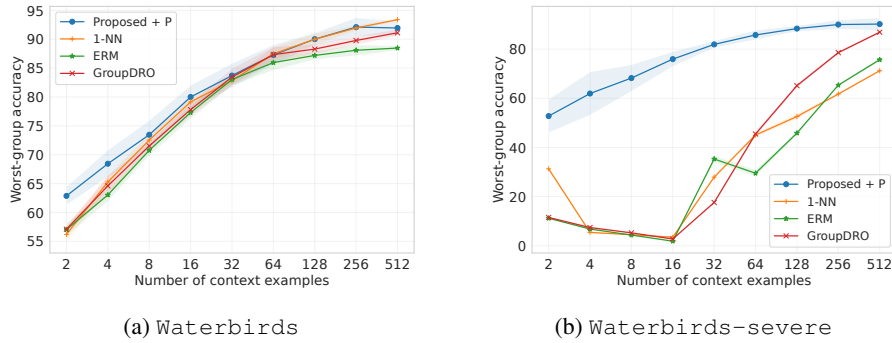 95
90
85
80
75
70
65
60
55
Worst-group accuracy
Proposed + P
1-NN
ERM
GroupDRO
2 4 8 16 32 64 128 256 512
Number of context examples
(a) Waterbirds
80
60
40
20
0
Worst-group accuracy
Proposed + P
1-NN
ERM
GroupDRO
2 4 8 16 32 64 128 256 512
Number of context examples
(b) Waterbirds-severe